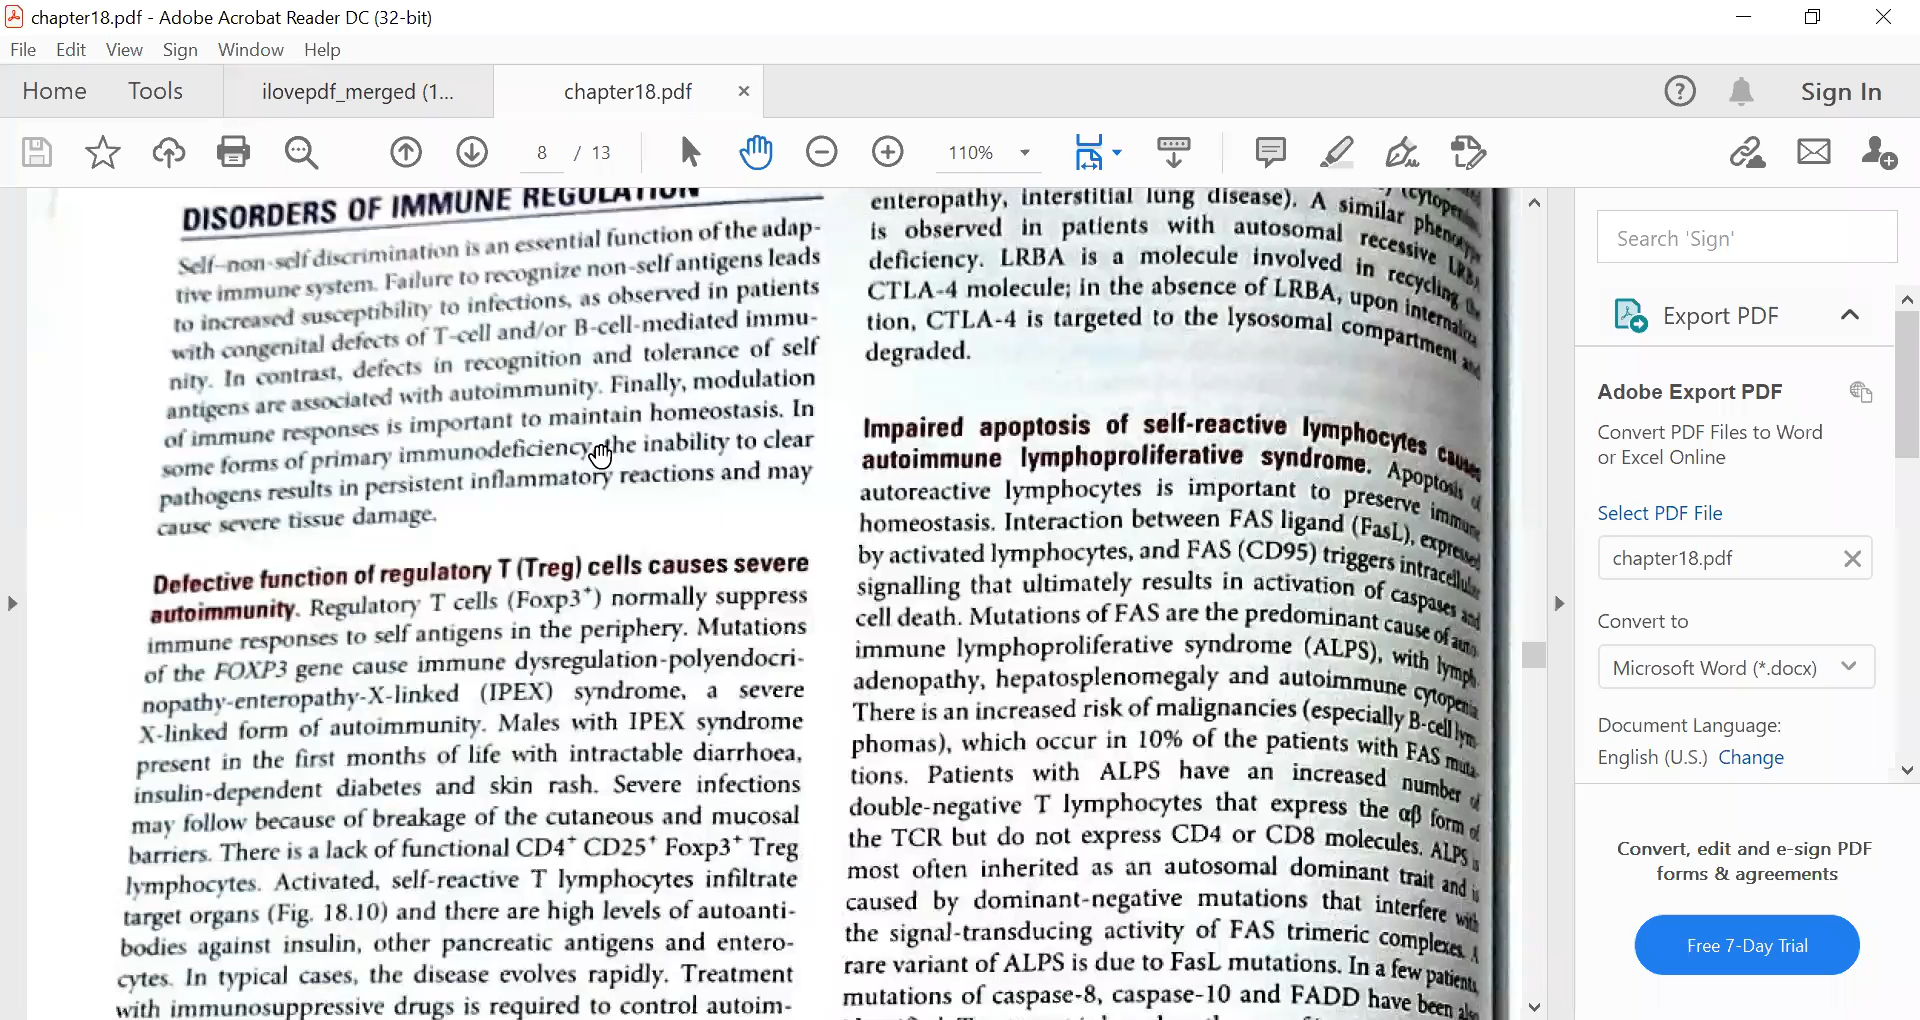 chapter18.pdf - Adobe Acrobat Reader DC (32-bit)
File Edit View Sign Window Help
Home Tools ilovepdf_merged (1... chapter18.pdf Sign In
8 / 13 110%
DISORDERS OF IMMUNE REGULATION
Self–non-self discrimination is an essential function of the adap-
tive immune system. Failure to recognize non-self antigens leads
to increased susceptibility to infections, as observed in patients
with congenital defects of T-cell and/or B-cell-mediated immu-
nity. In contrast, defects in recognition and tolerance of self
antigens are associated with autoimmunity. Finally, modulation
of immune responses is important to maintain homeostasis. In
some forms of primary immunodeficiency, the inability to clear
pathogens results in persistent inflammatory reactions and may
cause severe tissue damage.
Defective function of regulatory T (Treg) cells causes severe
autoimmunity. Regulatory T cells (Foxp3⁺) normally suppress
immune responses to self antigens in the periphery. Mutations
of the FOXP3 gene cause immune dysregulation-polyendocri-
nopathy-enteropathy-X-linked (IPEX) syndrome, a severe
X-linked form of autoimmunity. Males with IPEX syndrome
present in the first months of life with intractable diarrhoea,
insulin-dependent diabetes and skin rash. Severe infections
may follow because of breakage of the cutaneous and mucosal
barriers. There is a lack of functional CD4⁺ CD25⁺ Foxp3⁺ Treg
lymphocytes. Activated, self-reactive T lymphocytes infiltrate
target organs (Fig. 18.10) and there are high levels of autoanti-
bodies against insulin, other pancreatic antigens and entero-
cytes. In typical cases, the disease evolves rapidly. Treatment
with immunosuppressive drugs is required to control autoim-
enteropathy, interstitial lung disease). A similar phenotype
is observed in patients with autosomal recessive LRBA
deficiency. LRBA is a molecule involved in recycling the
CTLA-4 molecule; in the absence of LRBA, upon internaliza
tion, CTLA-4 is targeted to the lysosomal compartment and
degraded.
Impaired apoptosis of self-reactive lymphocytes causes
autoimmune lymphoproliferative syndrome. Apoptosis of
autoreactive lymphocytes is important to preserve immune
homeostasis. Interaction between FAS ligand (FasL), expressed
by activated lymphocytes, and FAS (CD95) triggers intracellular
signalling that ultimately results in activation of caspases and
cell death. Mutations of FAS are the predominant cause of auto-
immune lymphoproliferative syndrome (ALPS), with lymph-
adenopathy, hepatosplenomegaly and autoimmune cytopenia
There is an increased risk of malignancies (especially B-cell lym-
phomas), which occur in 10% of the patients with FAS muta-
tions. Patients with ALPS have an increased number of
double-negative T lymphocytes that express the αβ form of
the TCR but do not express CD4 or CD8 molecules. ALPS is
most often inherited as an autosomal dominant trait and is
caused by dominant-negative mutations that interfere with
the signal-transducing activity of FAS trimeric complexes. A
rare variant of ALPS is due to FasL mutations. In a few patients,
mutations of caspase-8, caspase-10 and FADD have been also
Search 'Sign'
Export PDF
Adobe Export PDF
Convert PDF Files to Word
or Excel Online
Select PDF File
chapter18.pdf
Convert to
Microsoft Word (*.docx)
Document Language:
English (U.S.) Change
Convert, edit and e-sign PDF
forms & agreements
Free 7-Day Trial